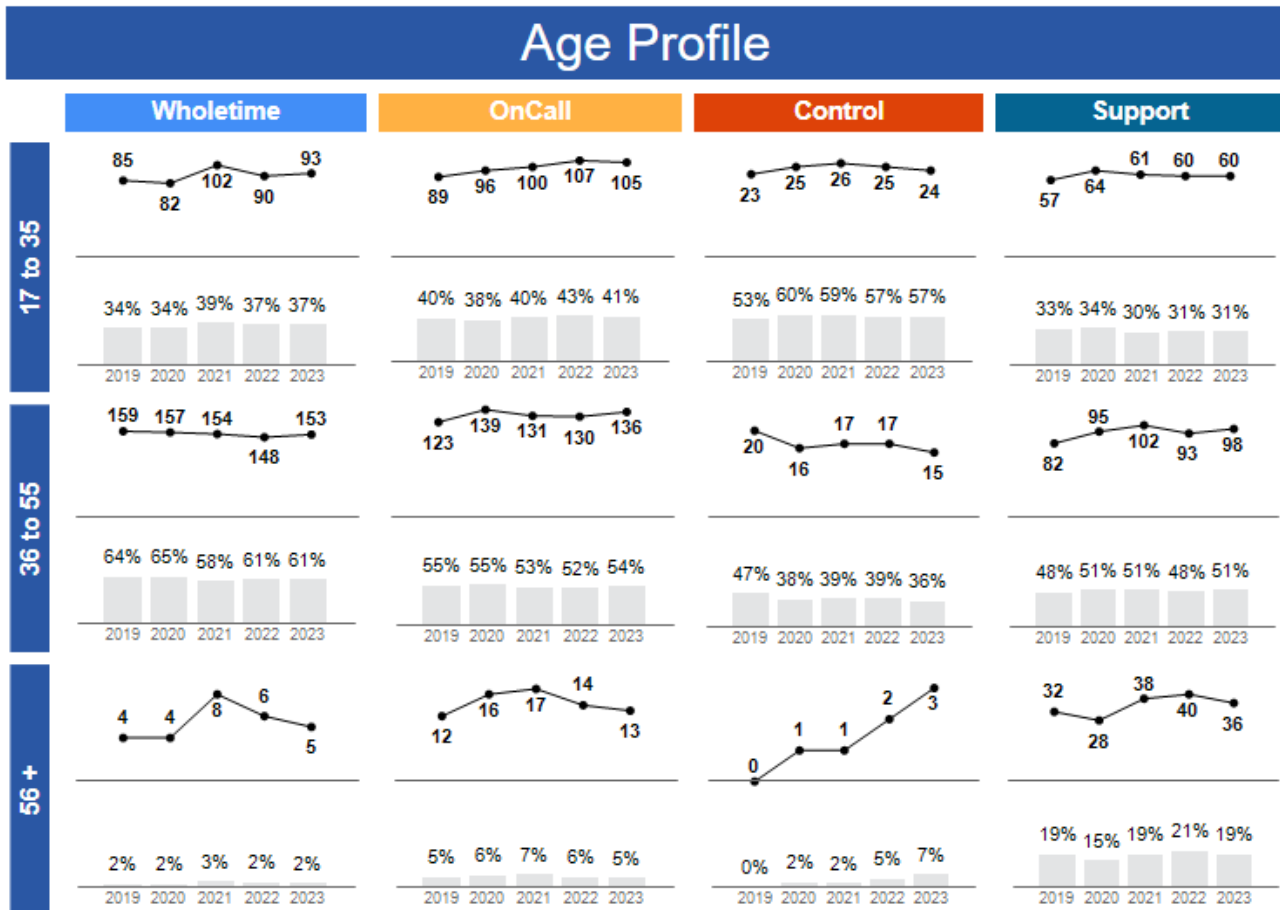 Age Profile
Wholetime OnCall Control Support
17 to 35
85 82 102 90 93
89 96 100 107 105
23 25 26 25 24
57 64 61 60 60
34% 34% 39% 37% 37%
40% 38% 40% 43% 41%
53% 60% 59% 57% 57%
33% 34% 30% 31% 31%
2019 2020 2021 2022 2023
2019 2020 2021 2022 2023
2019 2020 2021 2022 2023
2019 2020 2021 2022 2023
36 to 55
159 157 154 148 153
123 139 131 130 136
20 16 17 17 15
82 95 102 93 98
64% 65% 58% 61% 61%
55% 55% 53% 52% 54%
47% 38% 39% 39% 36%
48% 51% 51% 48% 51%
2019 2020 2021 2022 2023
2019 2020 2021 2022 2023
2019 2020 2021 2022 2023
2019 2020 2021 2022 2023
56 +
4 4 8 6 5
12 16 17 14 13
0 1 1 2 3
32 28 38 40 36
2% 2% 3% 2% 2%
5% 6% 7% 6% 5%
0% 2% 2% 5% 7%
19% 15% 19% 21% 19%
2019 2020 2021 2022 2023
2019 2020 2021 2022 2023
2019 2020 2021 2022 2023
2019 2020 2021 2022 2023